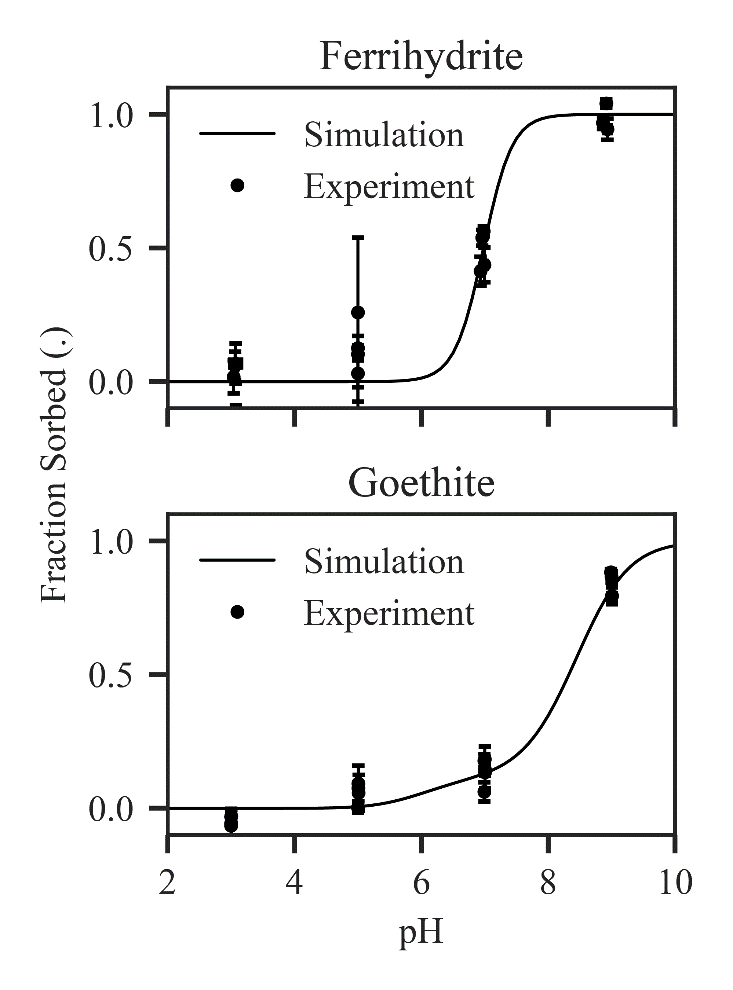 Ferrihydrite
1.0
Simulation
Experiment
0.5
0.0
Fraction Sorbed (.)
Goethite
1.0
Simulation
Experiment
0.5
0.0
2 4 6 8 10
pH